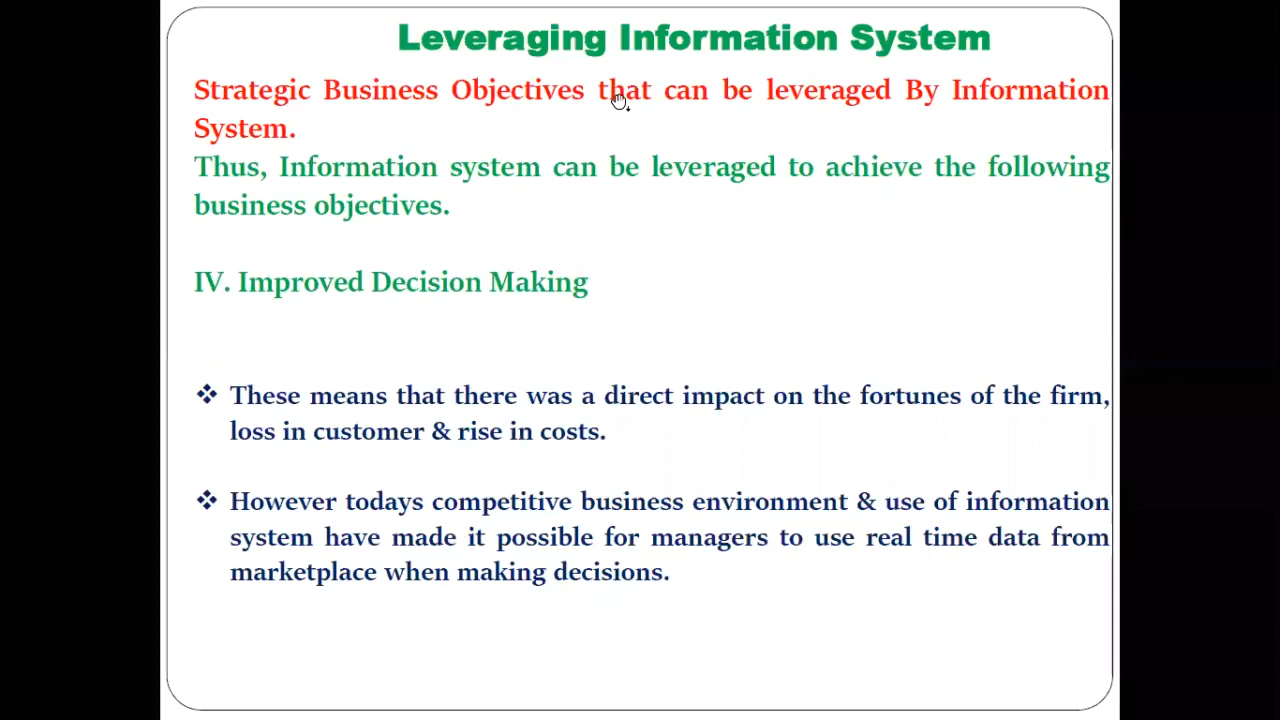 Leveraging Information System
Strategic Business Objectives that can be leveraged By Information
System.
Thus, Information system can be leveraged to achieve the following
business objectives.
IV. Improved Decision Making
❖ These means that there was a direct impact on the fortunes of the firm,
loss in customer & rise in costs.
❖ However todays competitive business environment & use of information
system have made it possible for managers to use real time data from
marketplace when making decisions.